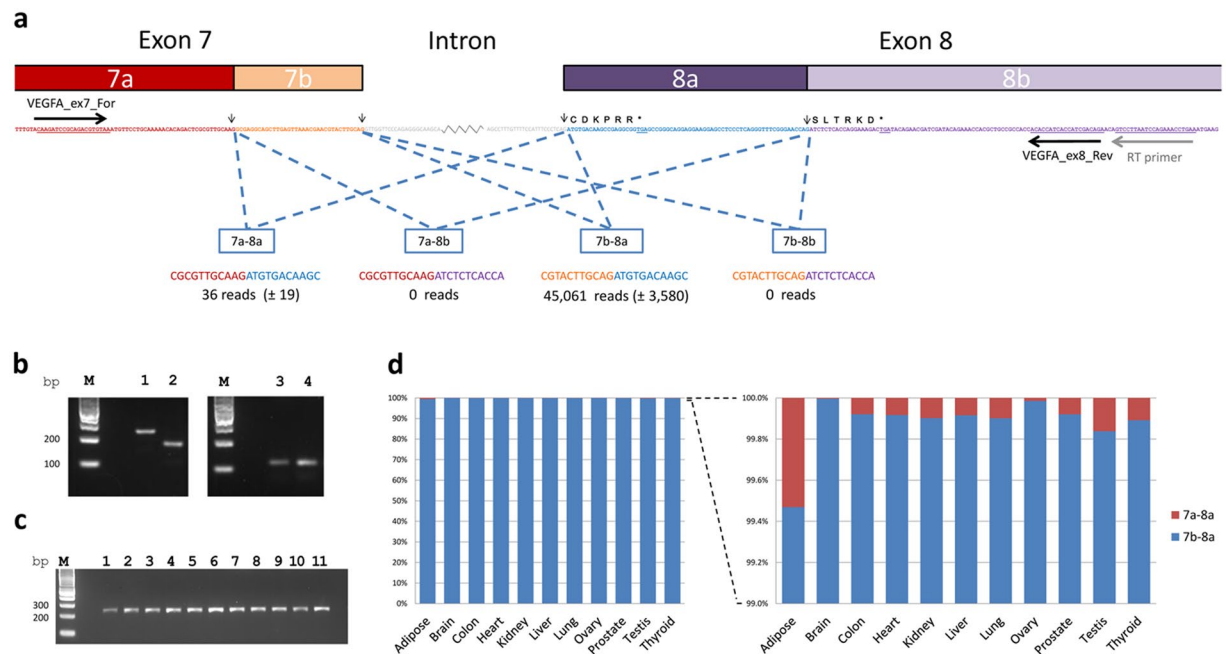 a
Exon 7 Intron Exon 8
7a 7b 8a 8b
VEGFA_ex7_For
C D K P R R *
S L T R K D *
VEGFA_ex8_Rev
RT primer
7a-8a 7a-8b 7b-8a 7b-8b
CGCGTTGCAAGATGTGACAAGC CGCGTTGCAAGATCTCTCACCA CGTACTTGCAGATGTGACAAGC CGTACTTGCAGATCTCTCACCA
36 reads (± 19) 0 reads 45,061 reads (± 3,580) 0 reads
b
bp M 1 2 M 3 4
200
100
c
bp M 1 2 3 4 5 6 7 8 9 10 11
300
200
d
100%
90%
80%
70%
60%
50%
40%
30%
20%
10%
0%
Adipose Brain Colon Heart Kidney Liver Lung Ovary Prostate Testis Thyroid
100.0%
99.8%
99.6%
99.4%
99.2%
99.0%
Adipose Brain Colon Heart Kidney Liver Lung Ovary Prostate Testis Thyroid
7a-8a
7b-8a